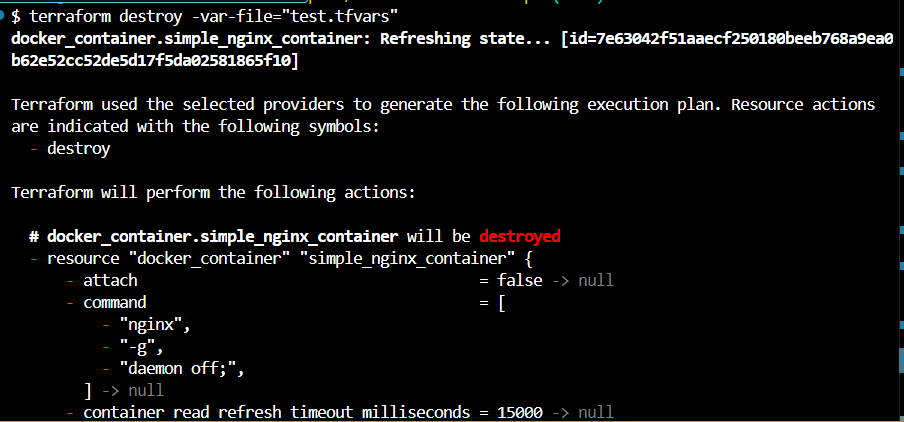 $ terraform destroy -var-file="test.tfvars"
docker_container.simple_nginx_container: Refreshing state... [id=7e63042f51aaecf250180beeb768a9ea0
b62e52cc52de5d17f5da02581865f10]
Terraform used the selected providers to generate the following execution plan. Resource actions
are indicated with the following symbols:
- destroy
Terraform will perform the following actions:
# docker_container.simple_nginx_container will be destroyed
- resource "docker_container" "simple_nginx_container" {
- attach = false -> null
- command = [
- "nginx",
- "-g",
- "daemon off;",
] -> null
- container_read_refresh_timeout_milliseconds = 15000 -> null